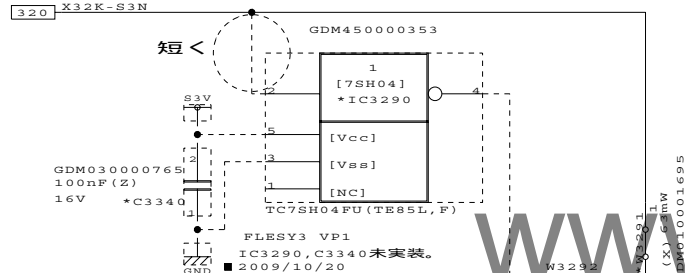 320 X32K-S3N
GDM450000353
短く
1
[7SH04]
*IC3290
2
4
S3V
5
[Vcc]
3
[Vss]
1
[NC]
TC7SH04FU(TE85L,F)
GDM030000765
100nF(Z)
16V *C3340
2
1
GND
FLESY3 VP1
IC3290,C3340未実装。
■2009/10/20
W3292
*W3291
1
(X) 63mW
DM010001695
WW